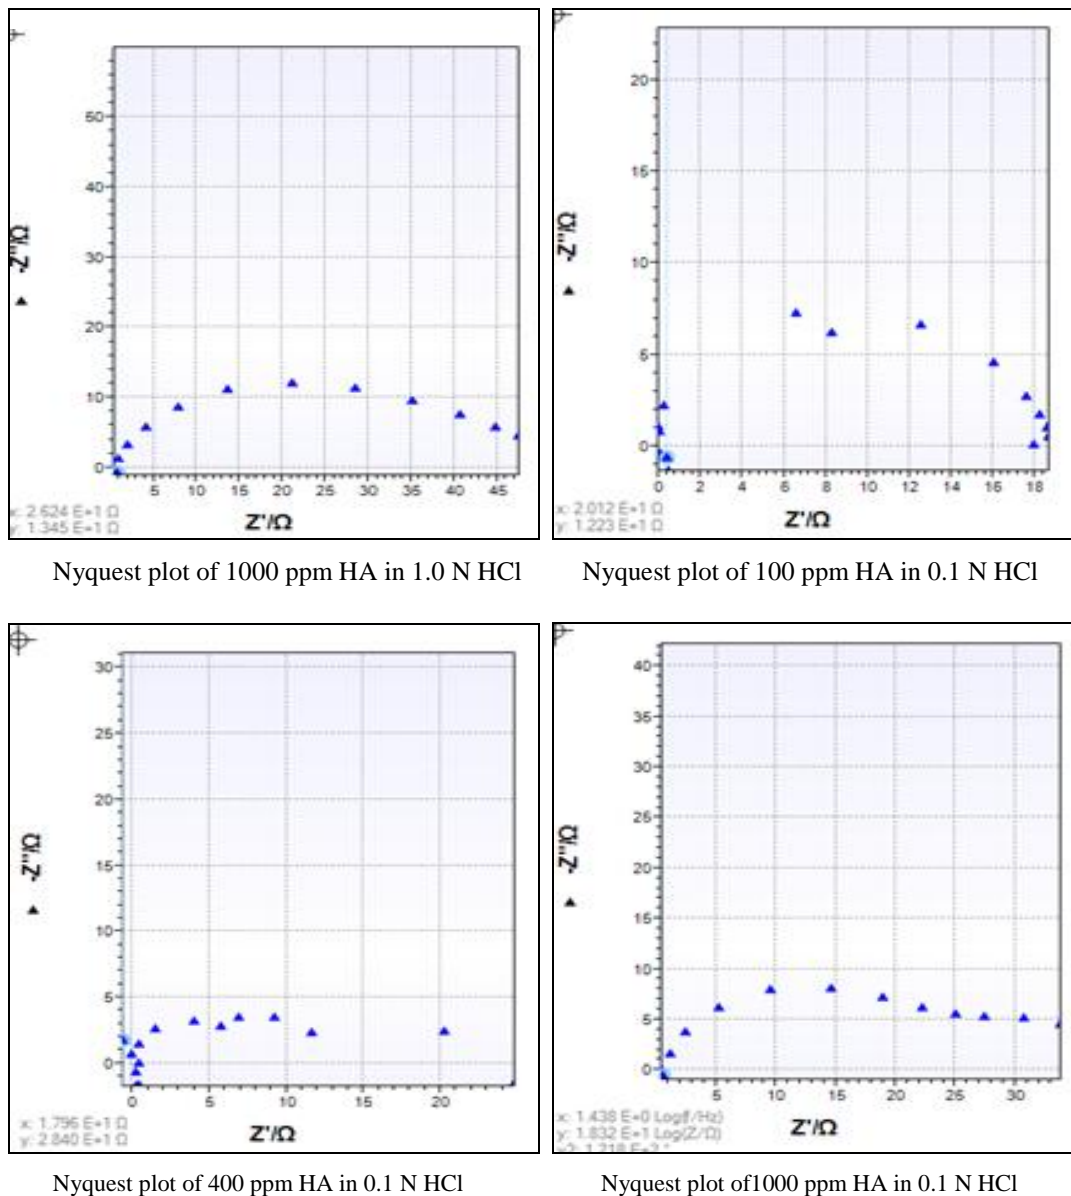 50
40
30
20
10
0
-Z"/Ω
5 10 15 20 25 30 35 40 45
Z'/Ω
x: 2.624 E+1 Ω
y: 1.345 E+1 Ω
Nyquest plot of 1000 ppm HA in 1.0 N HCl
20
15
10
5
0
-Z"/Ω
0 2 4 6 8 10 12 14 16 18
Z'/Ω
x: 2.012 E+1 Ω
y: 1.223 E+1 Ω
Nyquest plot of 100 ppm HA in 0.1 N HCl
30
25
20
15
10
5
0
-Z"/Ω
0 5 10 15 20
Z'/Ω
x: 1.796 E+1 Ω
y: 2.840 E+1 Ω
Nyquest plot of 400 ppm HA in 0.1 N HCl
40
35
30
25
20
15
10
5
0
-Z"/Ω
5 10 15 20 25 30
Z'/Ω
x: 1.438 E+0 Log(f/Hz)
y: 1.832 E+1 Log(Z/Ω)
Nyquest plot of1000 ppm HA in 0.1 N HCl